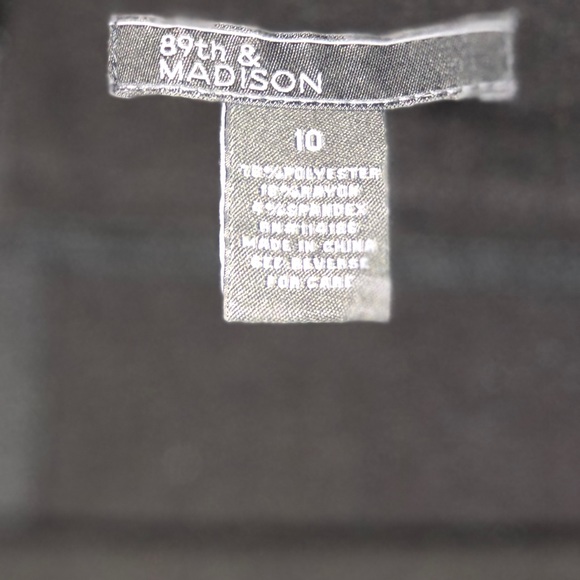 89th &
MADISON
10
POLYESTER
RAYON
SPANDEX
MADE IN CHINA
SEE REVERSE
FOR CARE